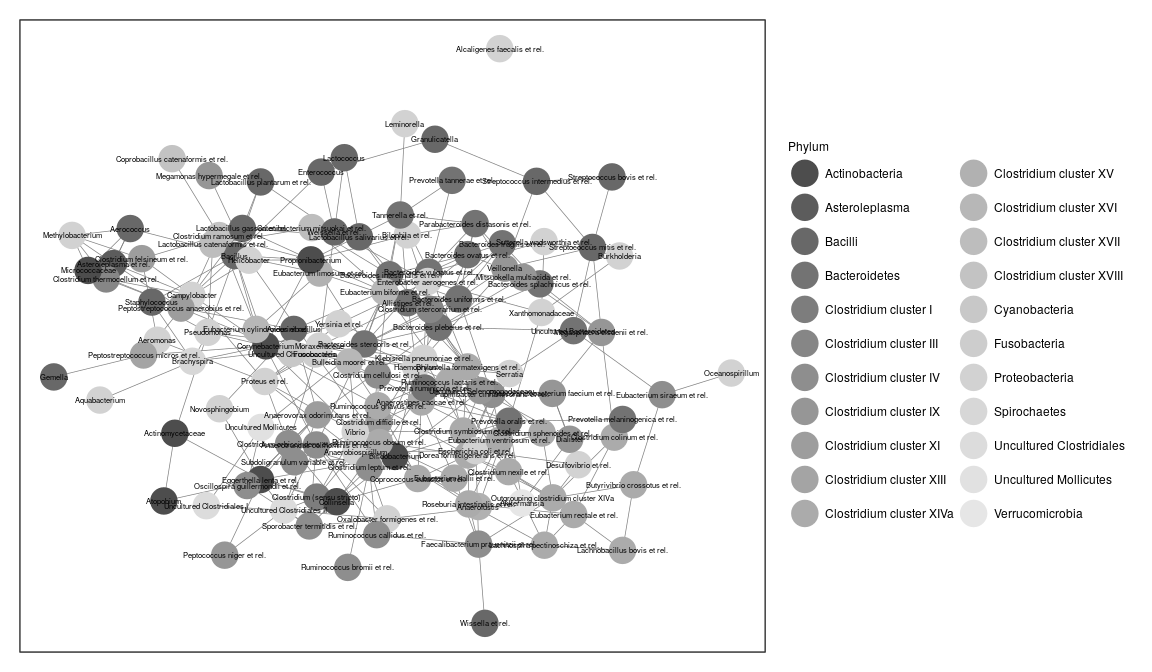 Alcaligenes faecalis et rel.
Leminorella
Granulicatella
Lactococcus
Coprobacillus catenaformis et rel.
Enterococcus
Megamonas hypermegale et rel.
Lactobacillus plantarum et rel.
Prevotella tannerae et rel.
Streptococcus intermedius et rel.
Streptococcus bovis et rel.
Tannerella et rel.
Parabacteroides distasonis et rel.
Aerococcus
Methylobacterium
Lactobacillus salivarius et rel.
Bilophila et rel.
Clostridium ramosum et rel.
Lactobacillus catenaformis et rel.
Sutterella wadsworthia et rel.
Streptococcus mitis et rel.
Bacteroides ovatus et rel.
Burkholderia
Bacillus
Helicobacter
Propionibacterium
Clostridium felsineum et rel.
Asteroleplasma et rel.
Micrococcaceae
Clostridium thermocellum et rel.
Eubacterium limosum et rel.
Bacteroides intestinalis et rel.
Bacteroides vulgatus et rel.
Veillonella
Mitsuokella multiacida et rel.
Enterobacter aerogenes et rel.
Bacteroides splachnicus et rel.
Eubacterium biforme et rel.
Campylobacter
Staphylococcus
Peptostreptococcus anaerobius et rel.
Allistipes et rel.
Bacteroides uniformis et rel.
Clostridium stercorarium et rel.
Xanthomonadaceae
Yersinia et rel.
Bacteroides plebeius et rel.
Pseudomonas
Aeromonas
Uncultured Bacteroidetes
Bacteroides stercoris et rel.
Corynebacterium
Moraxellaceae
Peptostreptococcus micros et rel.
Brachyspira
Fusobacteria
Klebisiella pneumoniae et rel.
Bulleidia moorei et rel.
Haemophilus
Gemella
Clostridium cellulosi et rel.
Serratia
Oceanospirillum
Proteus et rel.
Ruminococcus lactaris et rel.
Eubacterium siraeum et rel.
Aquabacterium
Novosphingobium
Anaerostipes caccae et rel.
Ruminococcus gnavus et rel.
Anaerovorax odorimutans et rel.
Clostridium difficile et rel.
Prevotella oralis et rel.
Prevotella melaninogenica et rel.
Uncultured Mollicutes
Actinomycetaceae
Vibrio
Clostridium symbiosum et rel.
Clostridium sphenoides et rel.
Dialister
Clostridium colinum et rel.
Eubacterium ventriosum et rel.
Ruminococcus obeum et rel.
Escherichia coli et rel.
Bifidobacterium
Dorea formicigenerans et rel.
Subdoligranulum variable et rel.
Clostridium leptum et rel.
Desulfovibrio et rel.
Clostridium nexile et rel.
Eggerthella lenta et rel.
Oscillospira guillermondii et rel.
Eubacterium hallii et rel.
Butyrivibrio crossotus et rel.
Clostridium (sensu stricto)
Collinsella
Outgrouping clostridium cluster XIVa
Atopobium
Uncultured Clostridiales I
Uncultured Clostridiales II
Roseburia intestinalis et rel.
Akkermansia
Anaerofustis
Eubacterium rectale et rel.
Oxalobacter formigenes et rel.
Sporobacter termitidis et rel.
Ruminococcus callidus et rel.
Faecalibacterium prausnitzii et rel.
Lachnospira pectinoschiza et rel.
Lachnobacillus bovis et rel.
Peptococcus niger et rel.
Ruminococcus bromii et rel.
Wissella et rel.
Phylum
Actinobacteria
Asteroleplasma
Bacilli
Bacteroidetes
Clostridium cluster I
Clostridium cluster III
Clostridium cluster IV
Clostridium cluster IX
Clostridium cluster XI
Clostridium cluster XIII
Clostridium cluster XIVa
Clostridium cluster XV
Clostridium cluster XVI
Clostridium cluster XVII
Clostridium cluster XVIII
Cyanobacteria
Fusobacteria
Proteobacteria
Spirochaetes
Uncultured Clostridiales
Uncultured Mollicutes
Verrucomicrobia